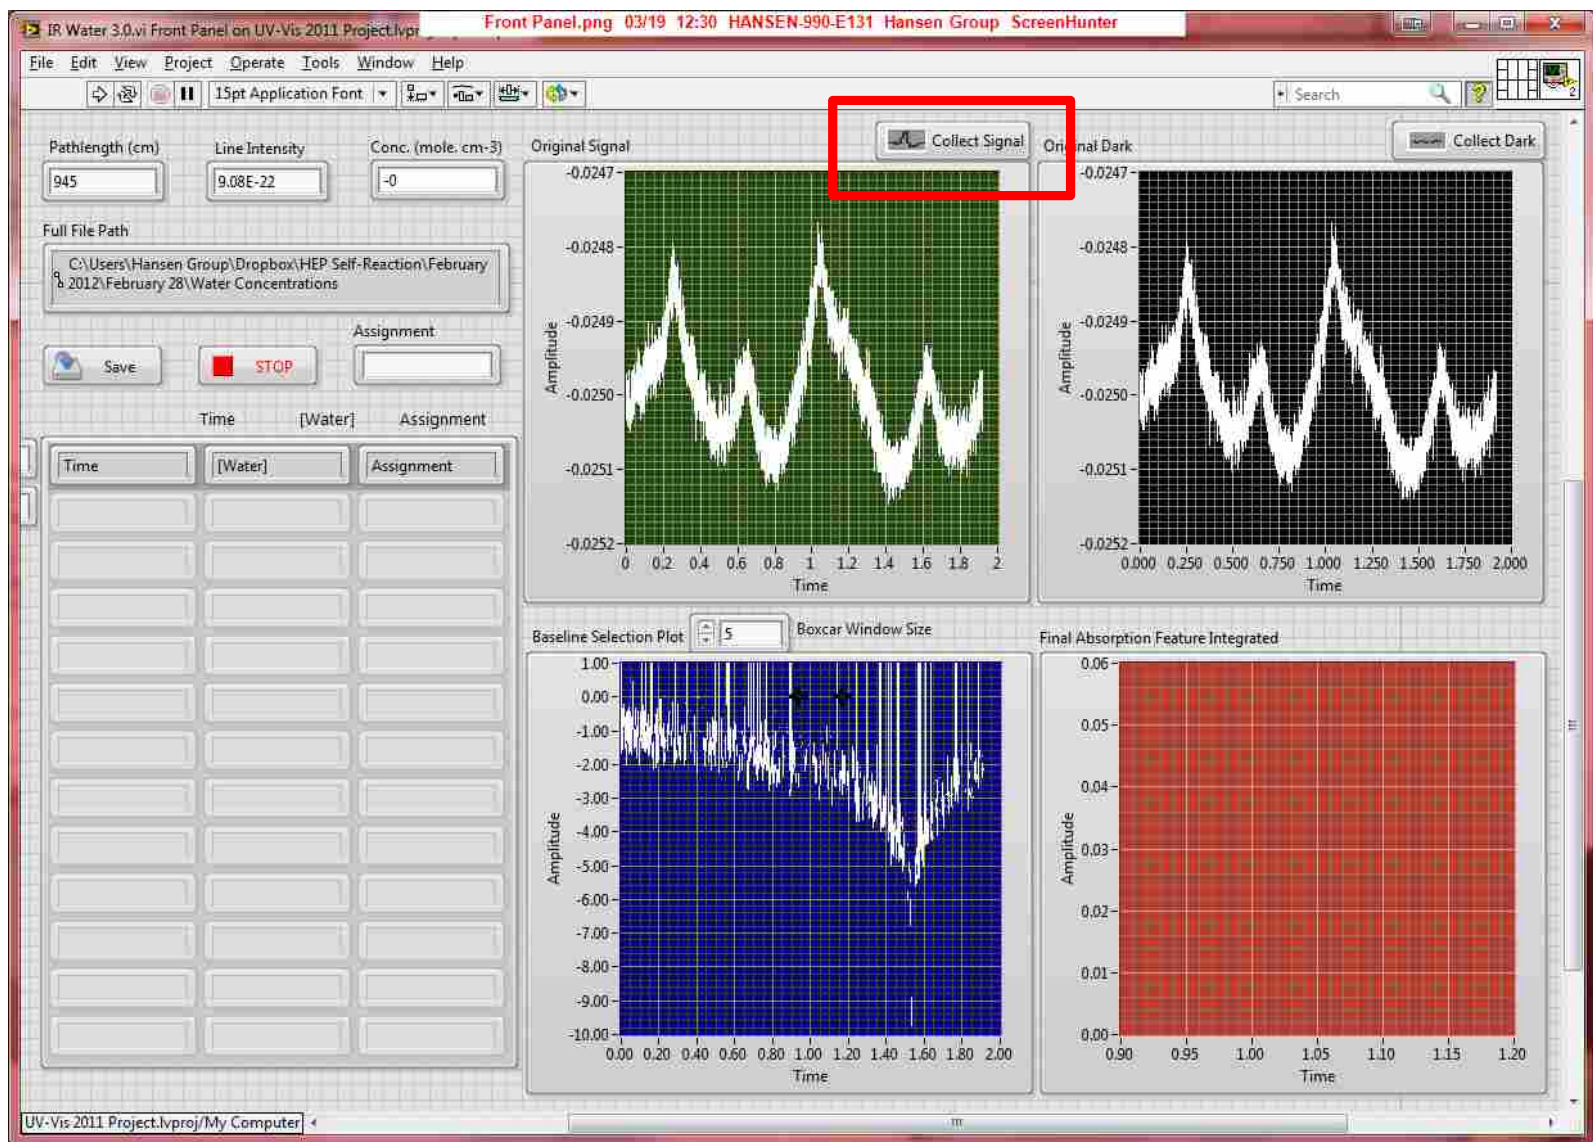 Front Panel.png 03/19 12:30 HANSEN-990-E131 Hansen Group ScreenHunter
IR Water 3.0.vi Front Panel on UV-Vis 2011 Project.lvpr
File Edit View Project Operate Tools Window Help
15pt Application Font
Search
2
Pathlength (cm) Line Intensity Conc. (mole. cm-3)
945 9.08E-22 -0
Full File Path
C:\Users\Hansen Group\Dropbox\HEP Self-Reaction\February
2012\February 28\Water Concentrations
Assignment
Save STOP
Time [Water] Assignment
Time [Water] Assignment
Original Signal Collect Signal
-0.0247
-0.0248
-0.0249
-0.0250
-0.0251
-0.0252
Amplitude
0 0.2 0.4 0.6 0.8 1 1.2 1.4 1.6 1.8 2
Time
Original Dark Collect Dark
-0.0247
-0.0248
-0.0249
-0.0250
-0.0251
-0.0252
Amplitude
0.000 0.250 0.500 0.750 1.000 1.250 1.500 1.750 2.000
Time
Baseline Selection Plot 5 Boxcar Window Size
1.00
0.00
-1.00
-2.00
-3.00
-4.00
-5.00
-6.00
-7.00
-8.00
-9.00
-10.00
Amplitude
0.00 0.20 0.40 0.60 0.80 1.00 1.20 1.40 1.60 1.80 2.00
Time
Final Absorption Feature Integrated
0.06
0.05
0.04
0.03
0.02
0.01
0.00
Amplitude
0.90 0.95 1.00 1.05 1.10 1.15 1.20
Time
UV-Vis 2011 Project.lvproj/My Computer